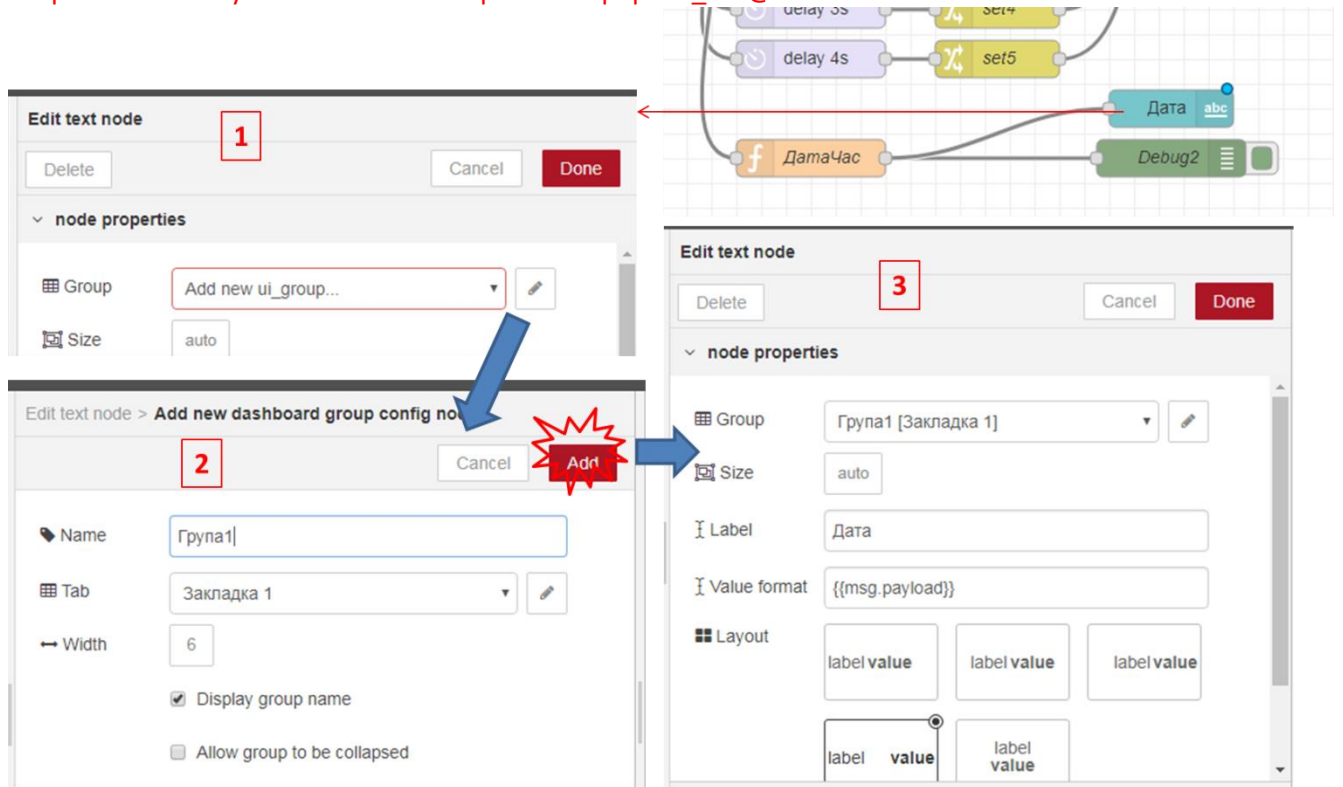 delay 3s
set4
delay 4s
set5
Дата
abc
ДатаЧас
Debug2
Edit text node
1
Delete
Cancel
Done
node properties
Group
Add new ui_group...
Size
auto
Edit text node > Add new dashboard group config
2
Cancel
Add
Name
Група1
Tab
Закладка 1
Width
6
Display group name
Allow group to be collapsed
Edit text node
3
Delete
Cancel
Done
node properties
Group
Група1 [Закладка 1]
Size
auto
Label
Дата
Value format
{{msg.payload}}
Layout
label value
label value
label value
label value
label
value